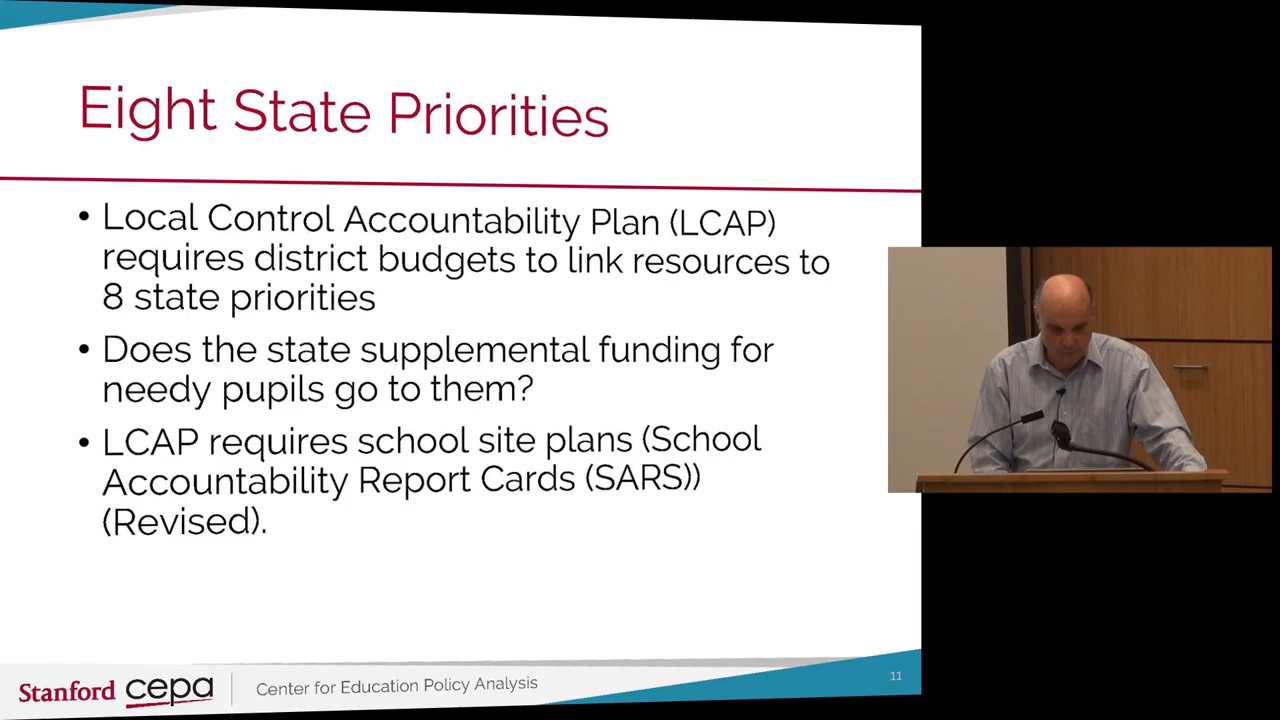 Eight State Priorities
• Local Control Accountability Plan (LCAP)
requires district budgets to link resources to
8 state priorities
• Does the state supplemental funding for
needy pupils go to them?
• LCAP requires school site plans (School
Accountability Report Cards (SARS))
(Revised).
Stanford cepa Center for Education Policy Analysis
11